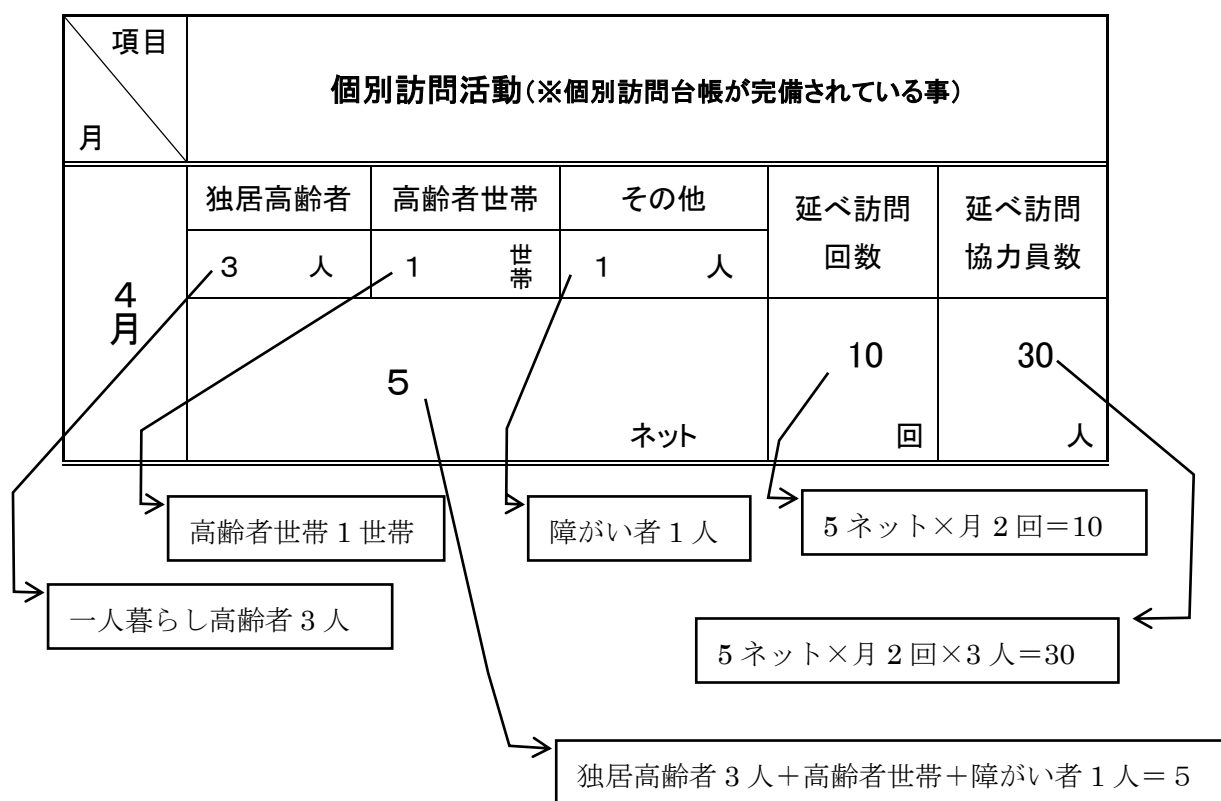 項目
月
個別訪問活動(※個別訪問台帳が完備されている事)
4月
独居高齢者
高齢者世帯
その他
延べ訪問
回数
延べ訪問
協力員数
3 人
1 世帯
1 人
5
ネット
10
回
30
人
高齢者世帯1世帯
障がい者1人
5ネット×月2回=10
一人暮らし高齢者3人
5ネット×月2回×3人=30
独居高齢者3人+高齢者世帯+障がい者1人=5